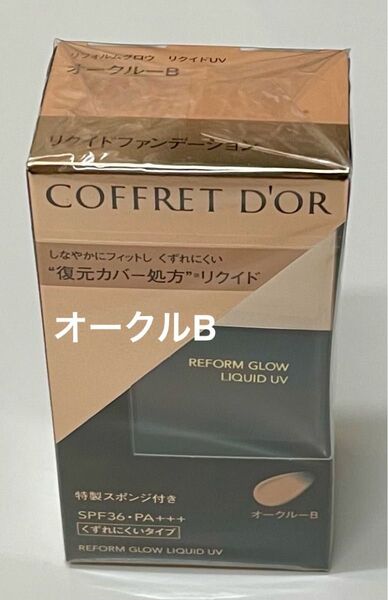 リフォルムグロウ　リクイドUV
オークルーB
リクイドファンデーション
COFFRET D'OR
しなやかにフィットし くずれにくい
“復元カバー処方”※リクイド
オークルB
REFORM GLOW
LIQUID UV
特製スポンジ付き
SPF36・PA+++
くずれにくいタイプ
オークルーB
REFORM GLOW LIQUID UV